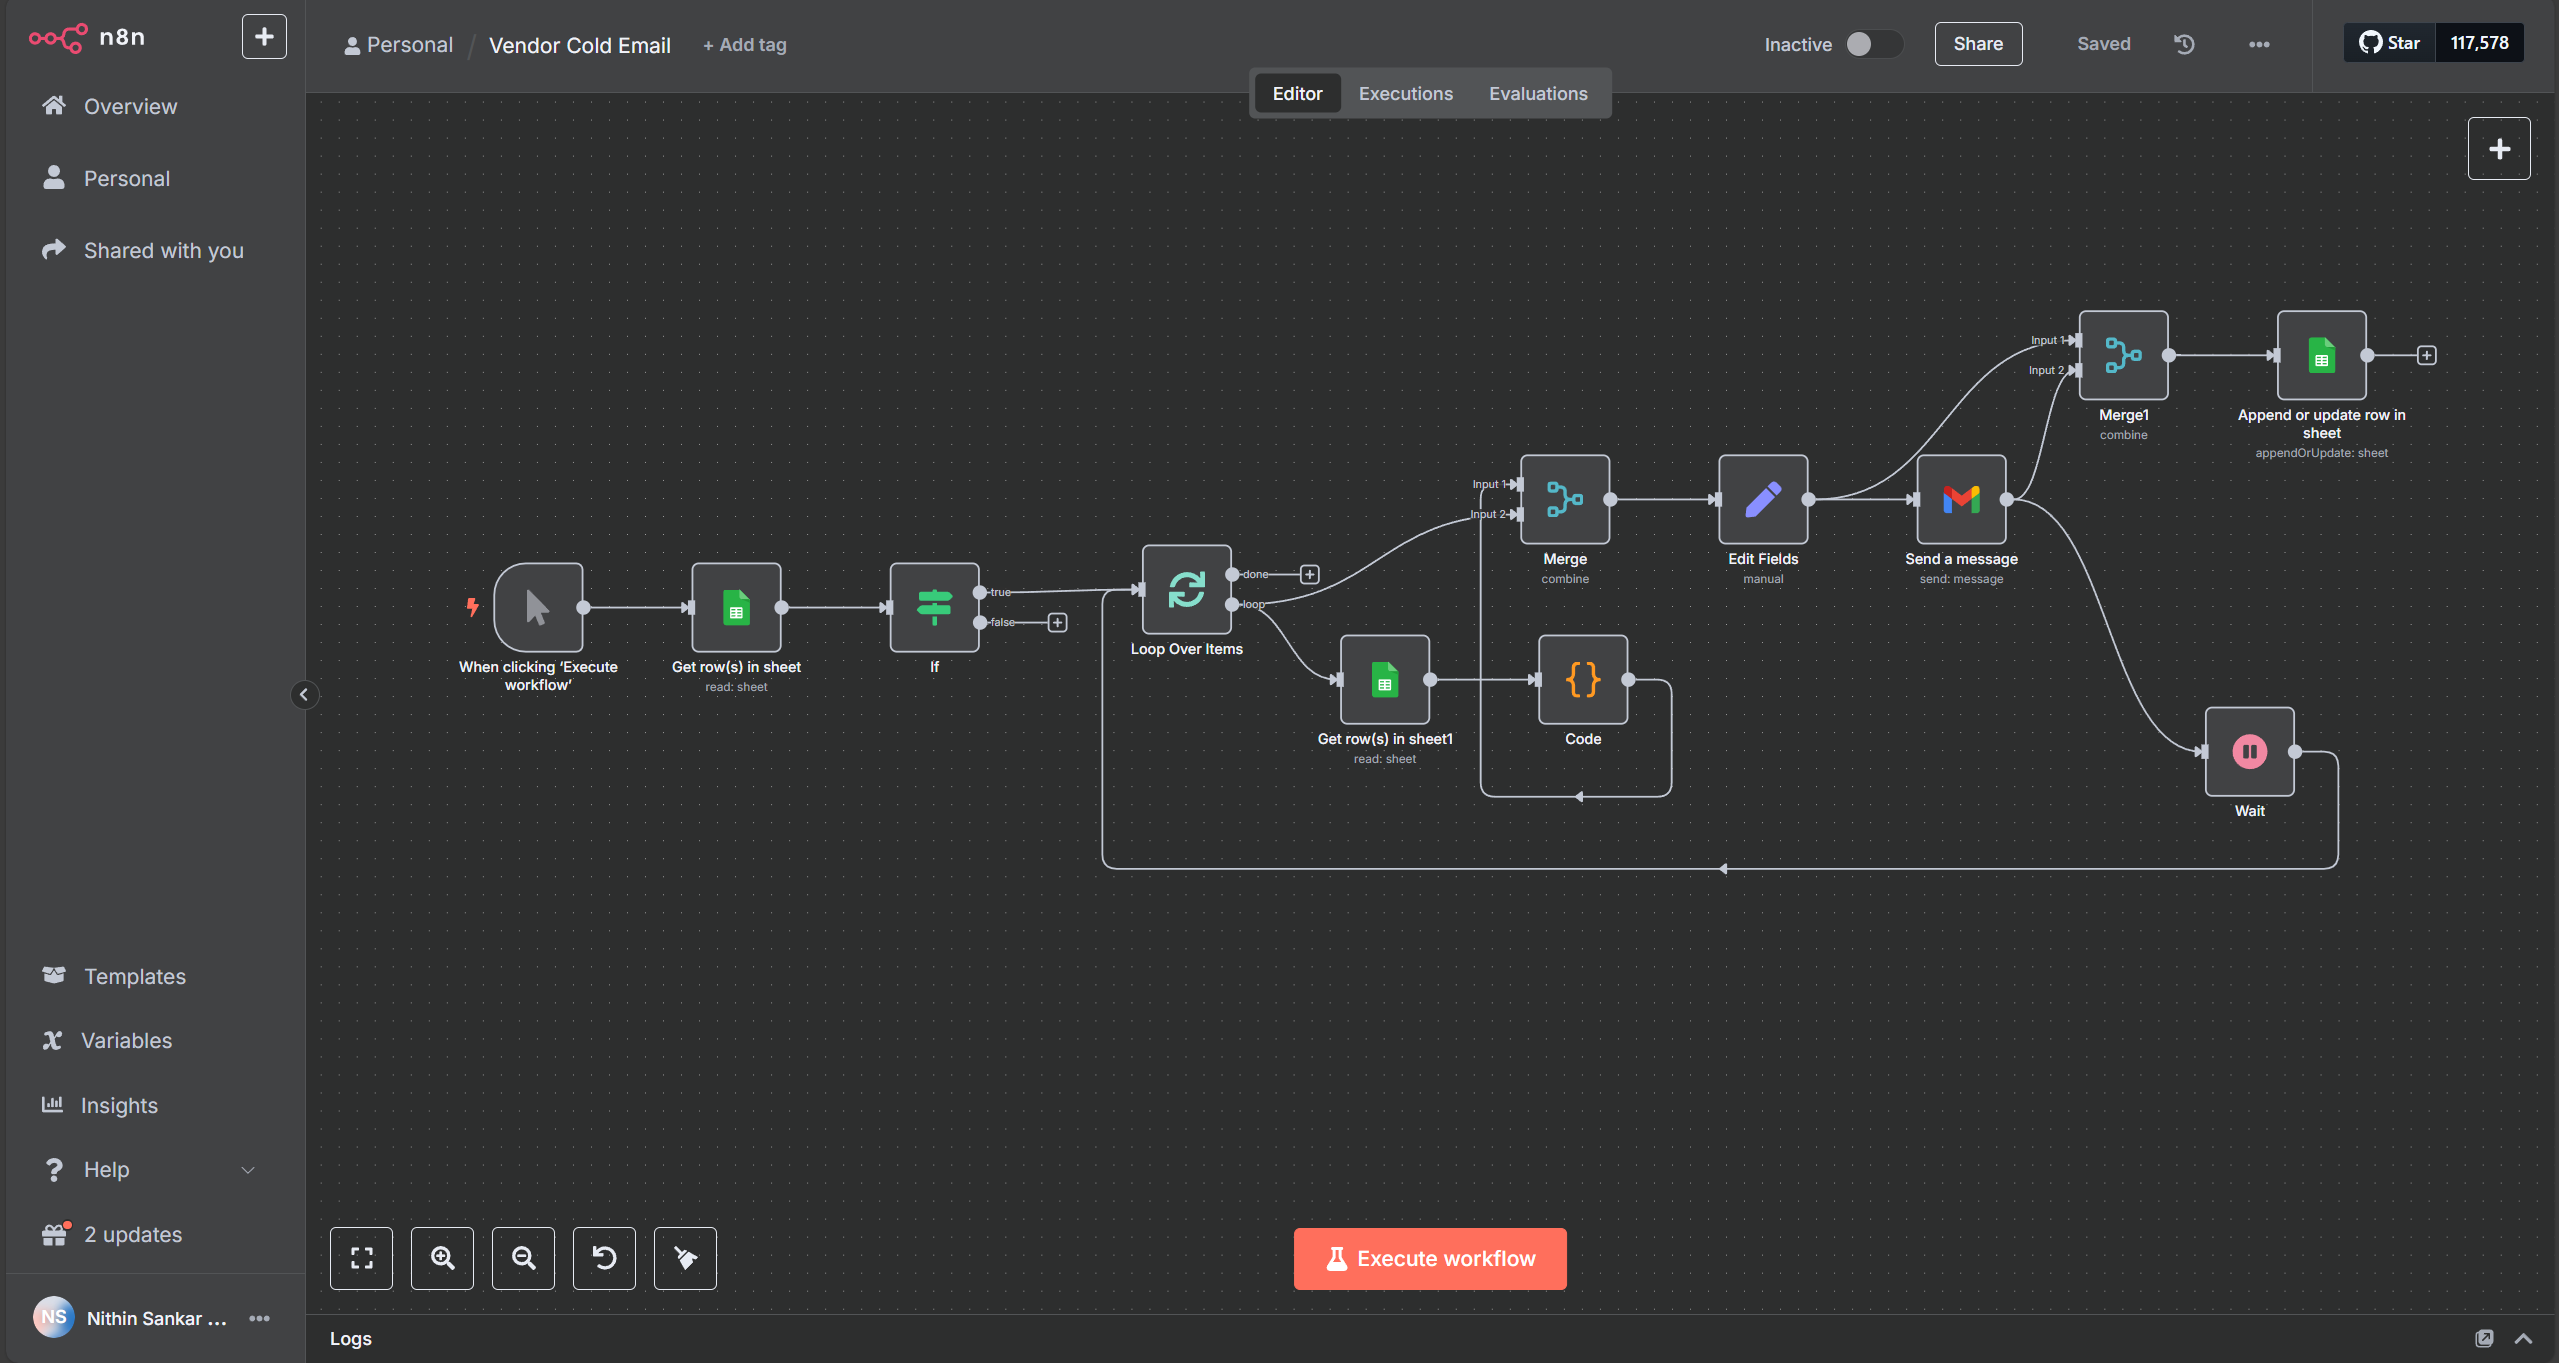 n8n
Overview
Personal
Shared with you
Templates
Variables
Insights
Help
2 updates
NS
Nithin Sankar ...
Personal / Vendor Cold Email + Add tag
Inactive
Share
Saved
Star 117,578
Editor Executions Evaluations
When clicking ‘Execute
workflow’
Get row(s) in sheet
read: sheet
true
false
If
done
loop
Loop Over Items
Get row(s) in sheet1
read: sheet
{}
Code
Input 1
Input 2
Merge
combine
Edit Fields
manual
Send a message
send: message
Input 1
Input 2
Merge1
combine
Append or update row in
sheet
appendOrUpdate: sheet
Wait
Execute workflow
Logs